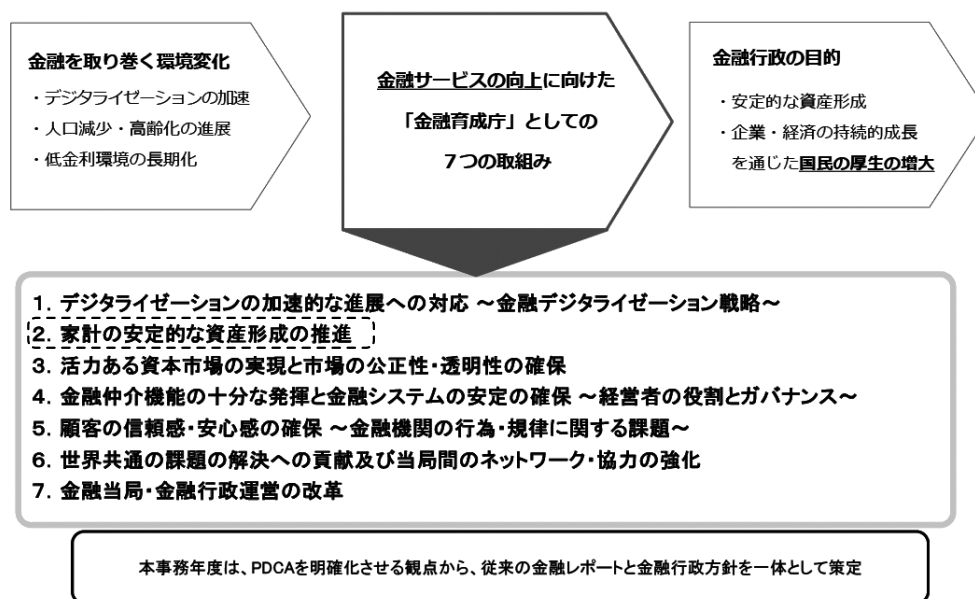 金融を取り巻く環境変化
・デジタライゼーションの加速
・人口減少・高齢化の進展
・低金利環境の長期化
金融サービスの向上に向けた
「金融育成庁」としての
７つの取組み
金融行政の目的
・安定的な資産形成
・企業・経済の持続的成長
を通じた国民の厚生の増大
1. デジタライゼーションの加速的な進展への対応 ～金融デジタライゼーション戦略～
2. 家計の安定的な資産形成の推進
3. 活力ある資本市場の実現と市場の公正性・透明性の確保
4. 金融仲介機能の十分な発揮と金融システムの安定の確保 ～経営者の役割とガバナンス～
5. 顧客の信頼感・安心感の確保 ～金融機関の行為・規律に関する課題～
6. 世界共通の課題の解決への貢献及び当局間のネットワーク・協力の強化
7. 金融当局・金融行政運営の改革
本事務年度は、PDCAを明確化させる観点から、従来の金融レポートと金融行政方針を一体として策定